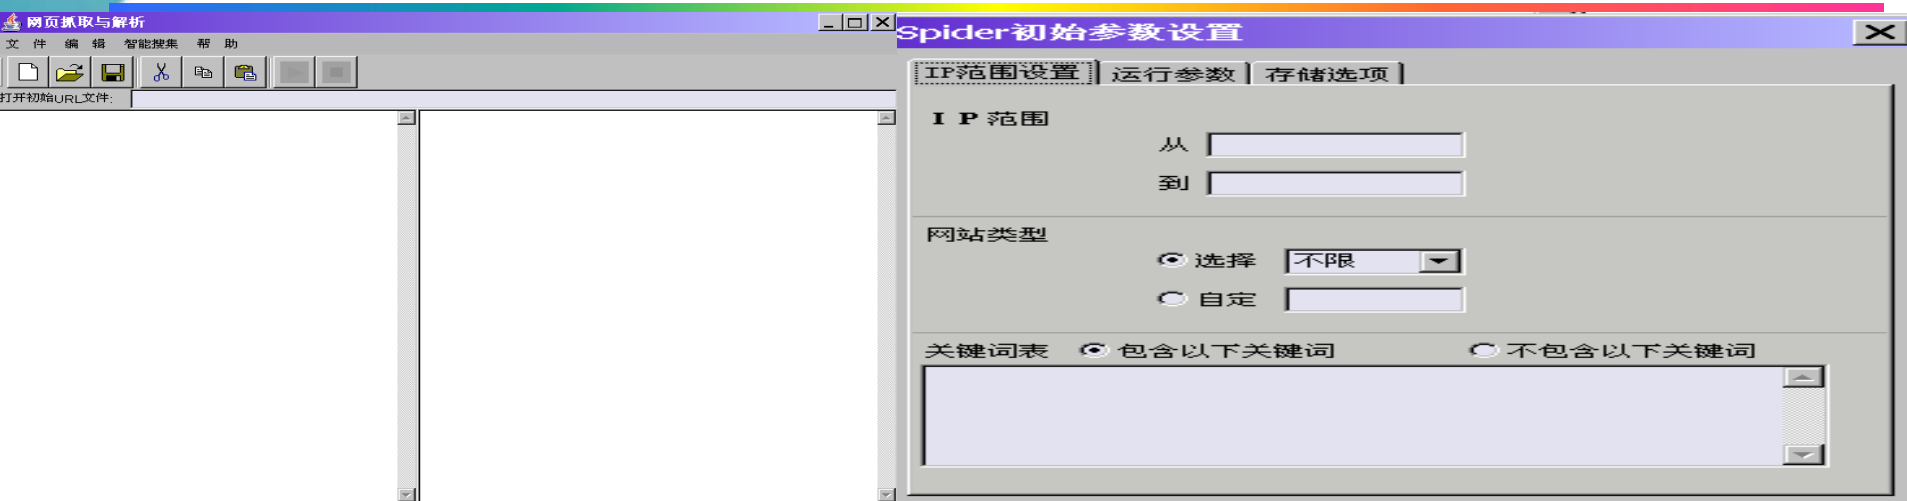 网页抓取与解析
文 件 编 辑 智能搜集 帮 助
打开初始URL文件:
Spider初始参数设置
IP范围设置 运行参数 存储选项
I P 范围
从
到
网站类型
选择 不限
自定
关键词表 包含以下关键词 不包含以下关键词